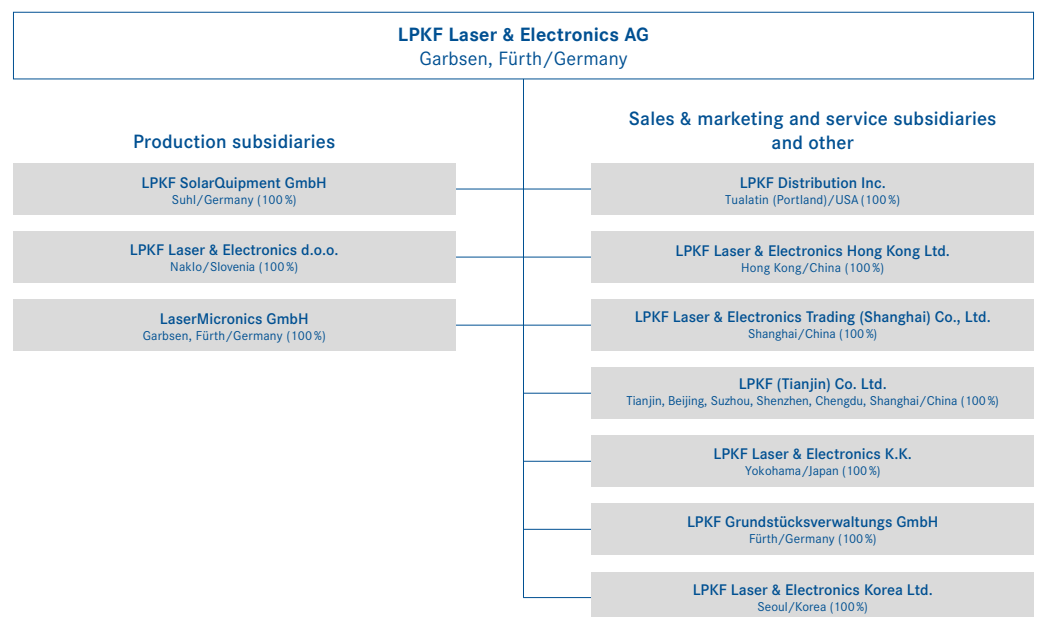 LPKF Laser & Electronics AG
Garbsen, Fürth/Germany
Production subsidiaries
LPKF SolarQuipment GmbH
Suhl/Germany (100 %)
LPKF Laser & Electronics d.o.o.
Naklo/Slovenia (100 %)
LaserMicronics GmbH
Garbsen, Fürth/Germany (100 %)
Sales & marketing and service subsidiaries
and other
LPKF Distribution Inc.
Tualatin (Portland)/USA (100 %)
LPKF Laser & Electronics Hong Kong Ltd.
Hong Kong/China (100 %)
LPKF Laser & Electronics Trading (Shanghai) Co., Ltd.
Shanghai/China (100 %)
LPKF (Tianjin) Co. Ltd.
Tianjin, Beijing, Suzhou, Shenzhen, Chengdu, Shanghai/China (100 %)
LPKF Laser & Electronics K.K.
Yokohama/Japan (100 %)
LPKF Grundstücksverwaltungs GmbH
Fürth/Germany (100 %)
LPKF Laser & Electronics Korea Ltd.
Seoul/Korea (100 %)